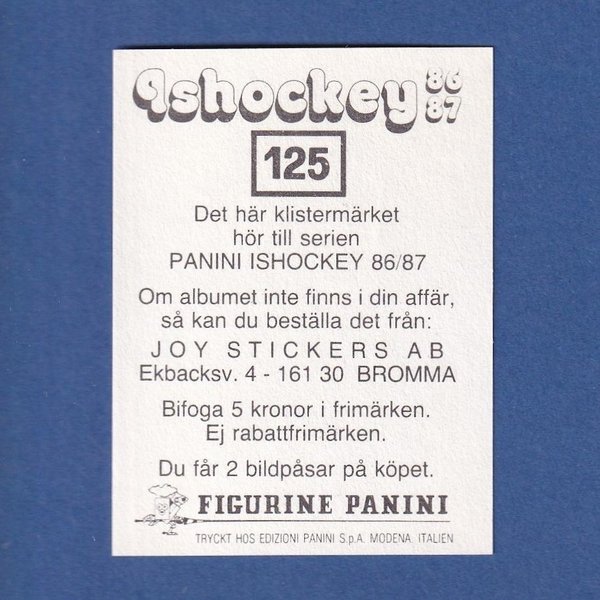 Ishockey 86
87
125
Det här klistermärket
hör till serien
PANINI ISHOCKEY 86/87
Om albumet inte finns i din affär,
så kan du beställa det från:
JOY STICKERS AB
Ekbacksv. 4 - 161 30 BROMMA
Bifoga 5 kronor i frimärken.
Ej rabattfrimärken.
Du får 2 bildpåsar på köpet.
FIGURINE PANINI
TRYCKT HOS EDIZIONI PANINI S.p.A. MODENA, ITALIEN